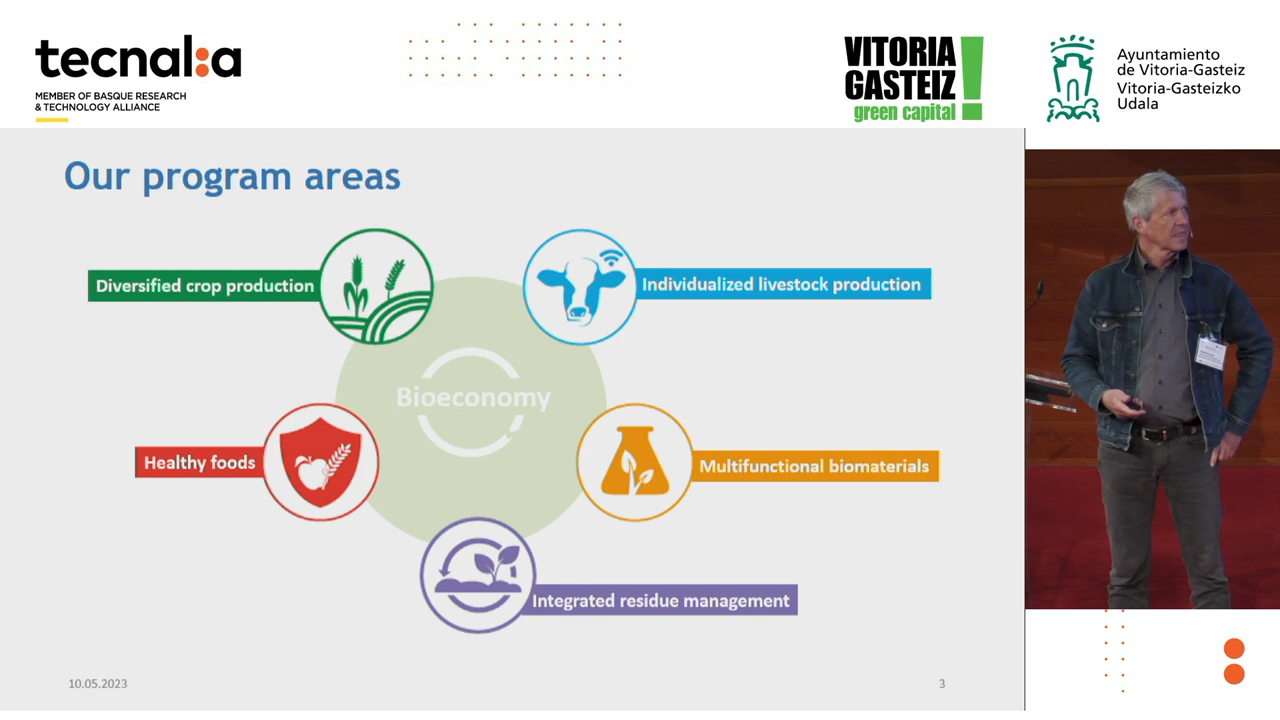 tecnal:a
MEMBER OF BASQUE RESEARCH
& TECHNOLOGY ALLIANCE
VITORIA
GASTEIZ
green capital
Ayuntamiento
de Vitoria-Gasteiz
Vitoria-Gasteizko
Udala
Our program areas
Diversified crop production
Individualized livestock production
Bioeconomy
Healthy foods
Multifunctional biomaterials
Integrated residue management
10.05.2023
3